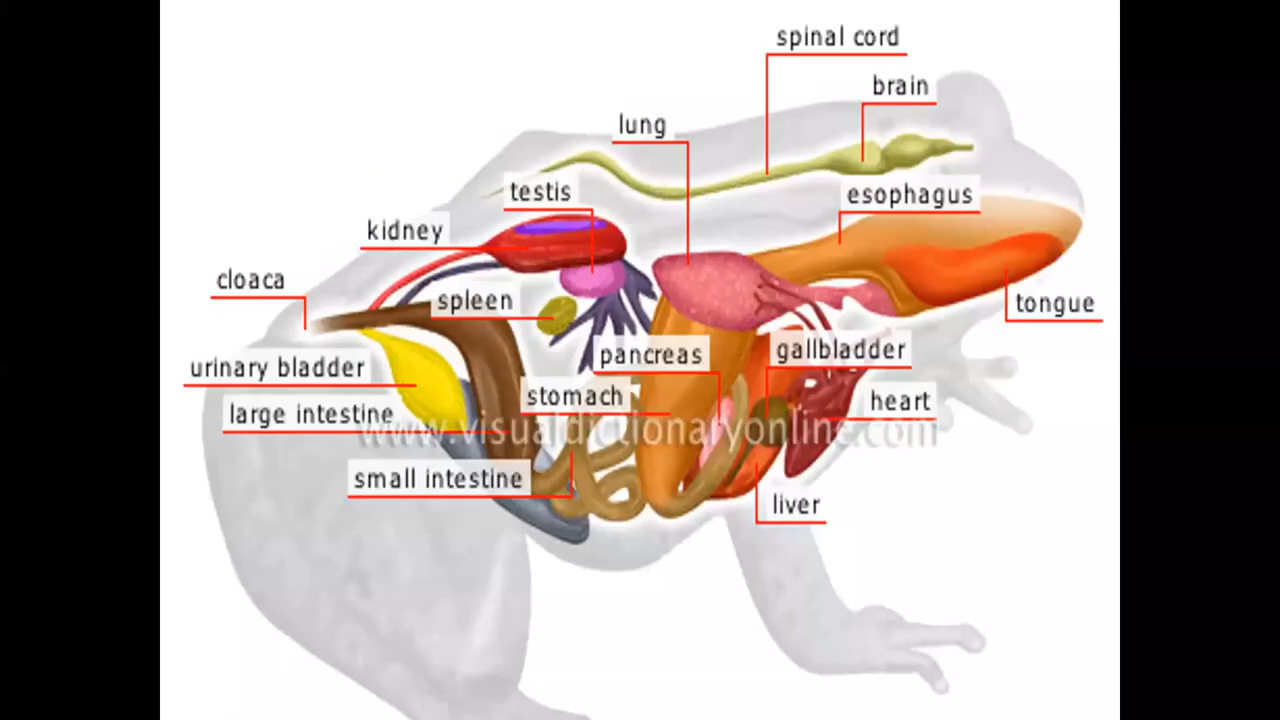 spinal cord
brain
lung
testis
esophagus
kidney
cloaca
spleen
tongue
pancreas
gallbladder
urinary bladder
stomach
heart
large intestine
www.visualdictionaryonline.com
small intestine
liver